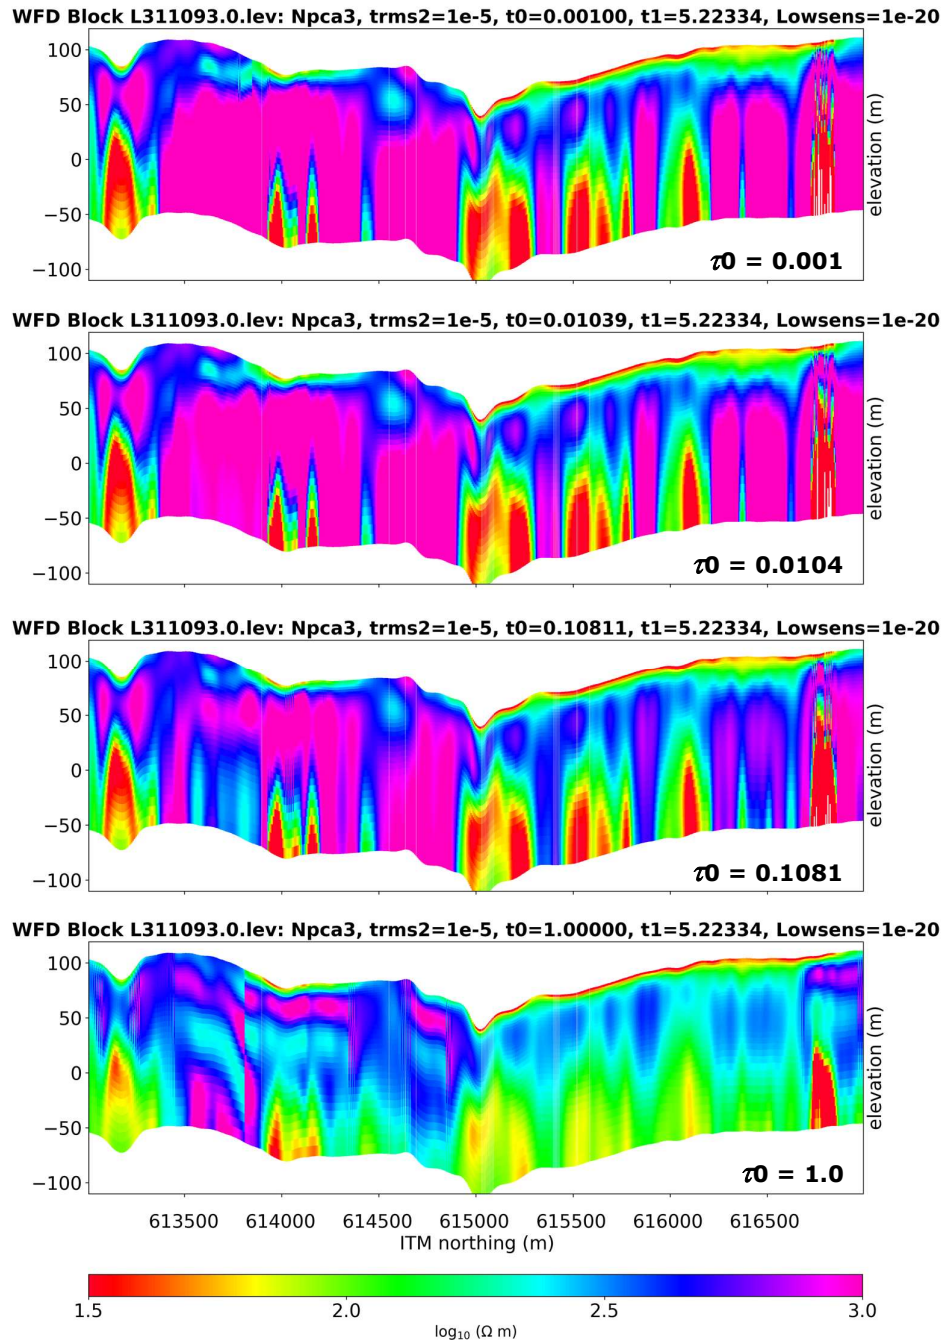 WFD Block L311093.0.lev: Npca3, trms2=1e-5, t0=0.00100, t1=5.22334, Lowsens=1e-20
100
50
0
−50
−100
elevation (m)
τ0 = 0.001
WFD Block L311093.0.lev: Npca3, trms2=1e-5, t0=0.01039, t1=5.22334, Lowsens=1e-20
100
50
0
−50
−100
elevation (m)
τ0 = 0.0104
WFD Block L311093.0.lev: Npca3, trms2=1e-5, t0=0.10811, t1=5.22334, Lowsens=1e-20
100
50
0
−50
−100
elevation (m)
τ0 = 0.1081
WFD Block L311093.0.lev: Npca3, trms2=1e-5, t0=1.00000, t1=5.22334, Lowsens=1e-20
100
50
0
−50
−100
elevation (m)
τ0 = 1.0
613500 614000 614500 615000 615500 616000 616500
ITM northing (m)
1.5 2.0 2.5 3.0
log₁₀ (Ω m)